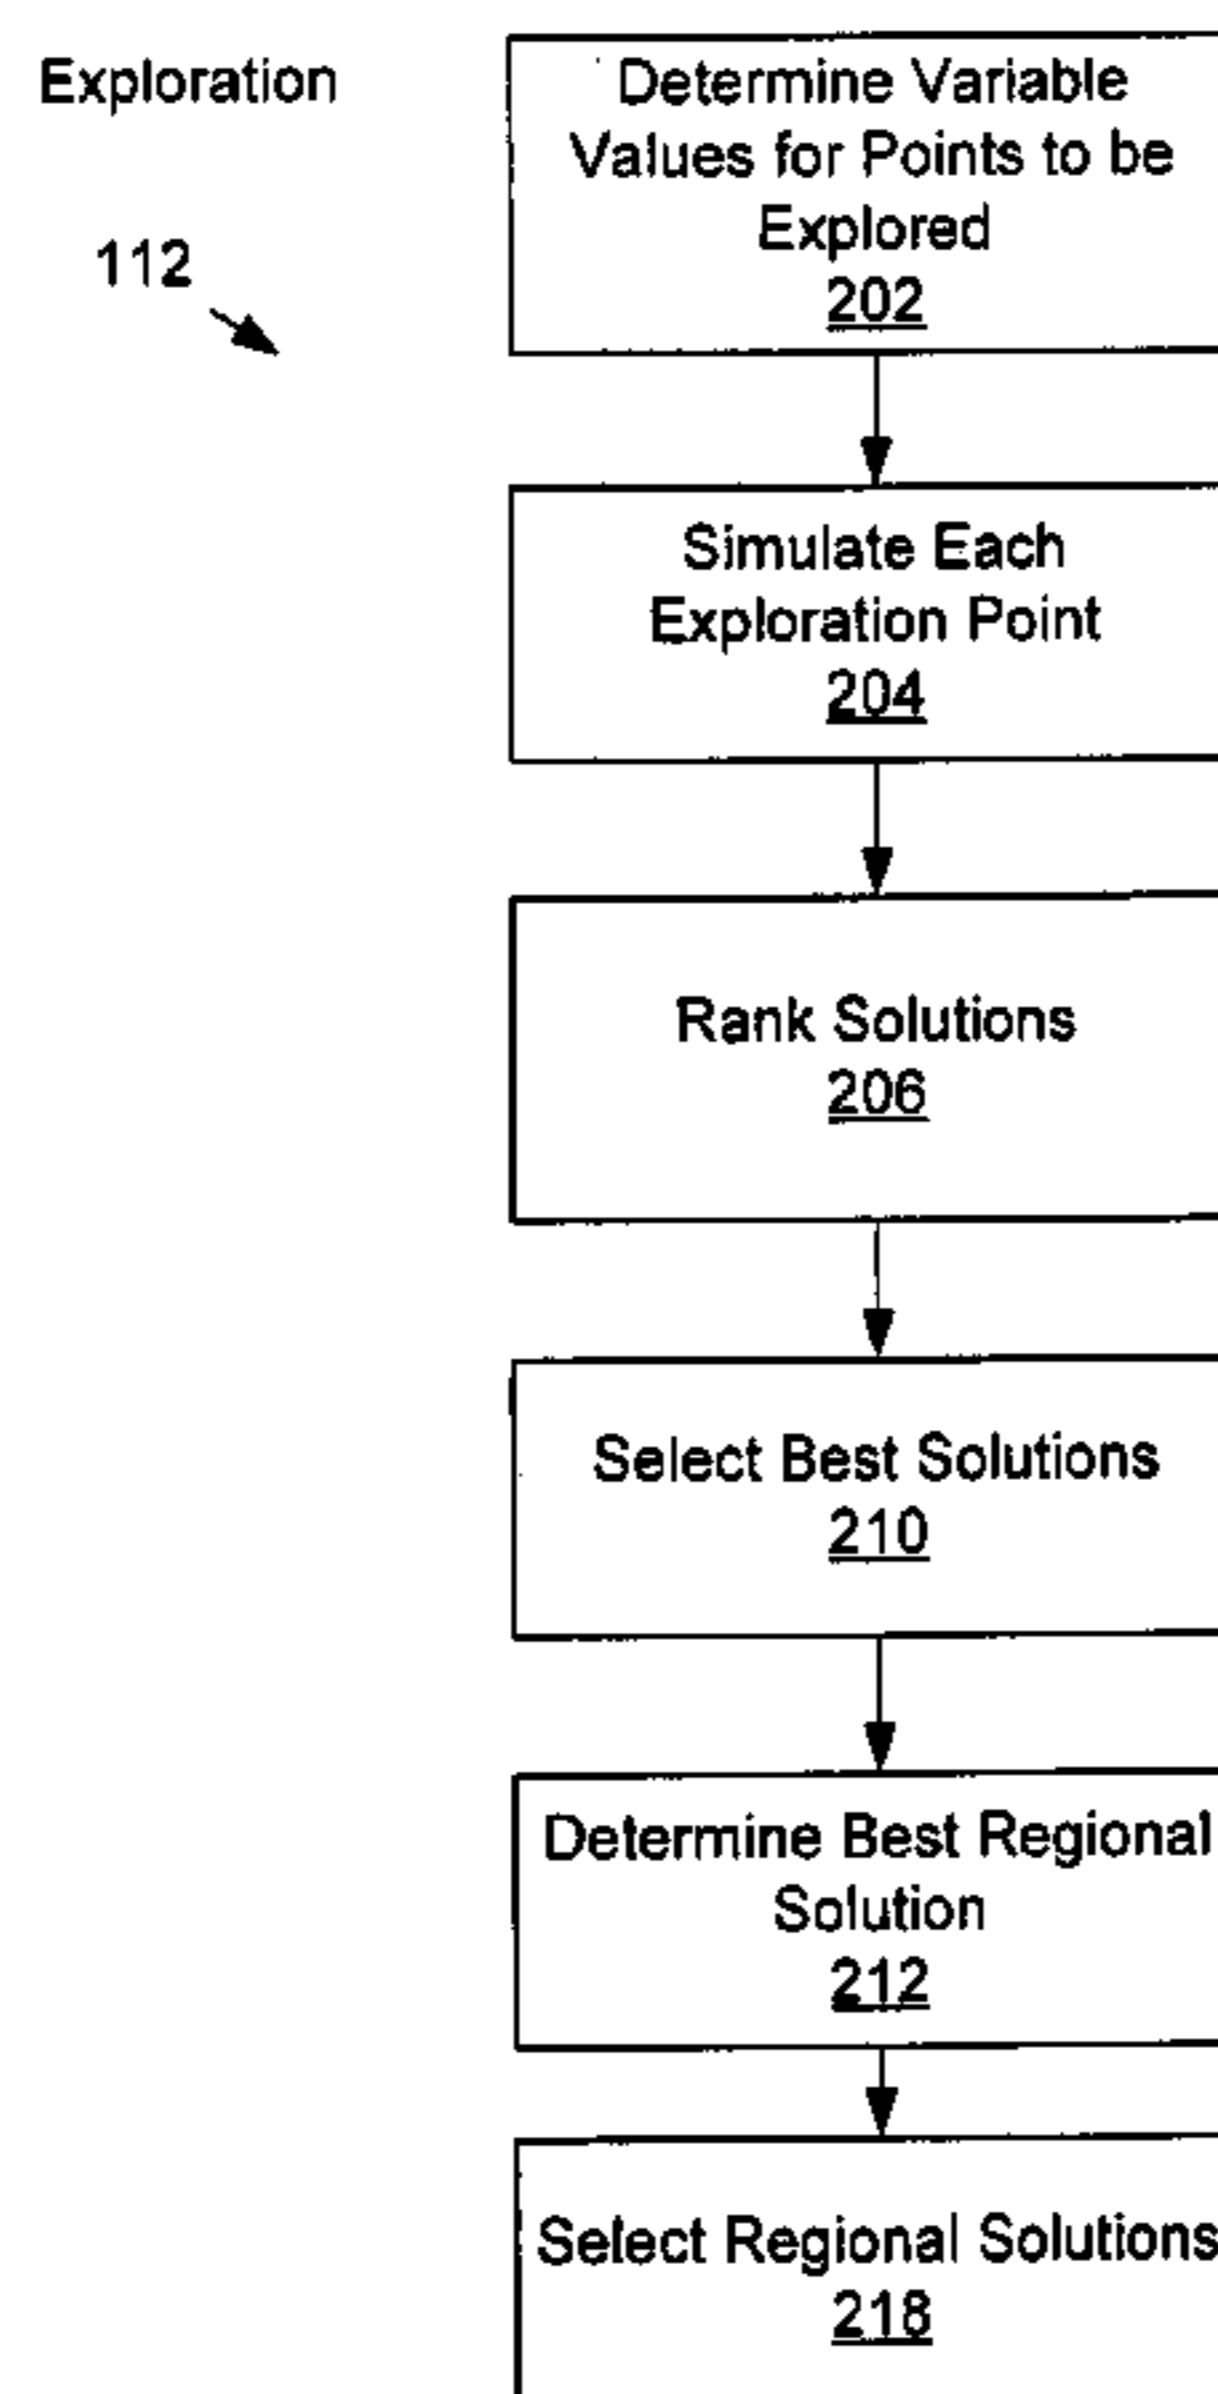 Exploration
112
Determine Variable
Values for Points to be
Explored
202
Simulate Each
Exploration Point
204
Rank Solutions
206
Select Best Solutions
210
Determine Best Regional
Solution
212
Select Regional Solutions
218